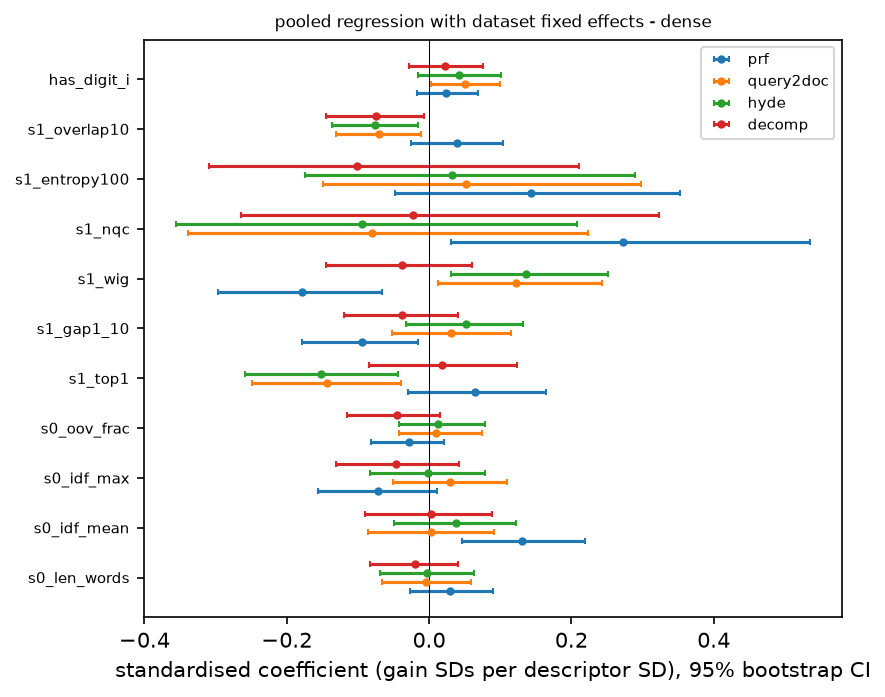 pooled regression with dataset fixed effects - dense
prf
query2doc
hyde
decomp
has_digit_i
s1_overlap10
s1_entropy100
s1_nqc
s1_wig
s1_gap1_10
s1_top1
s0_oov_frac
s0_idf_max
s0_idf_mean
s0_len_words
−0.4 −0.2 0.0 0.2 0.4
standardised coefficient (gain SDs per descriptor SD), 95% bootstrap CI